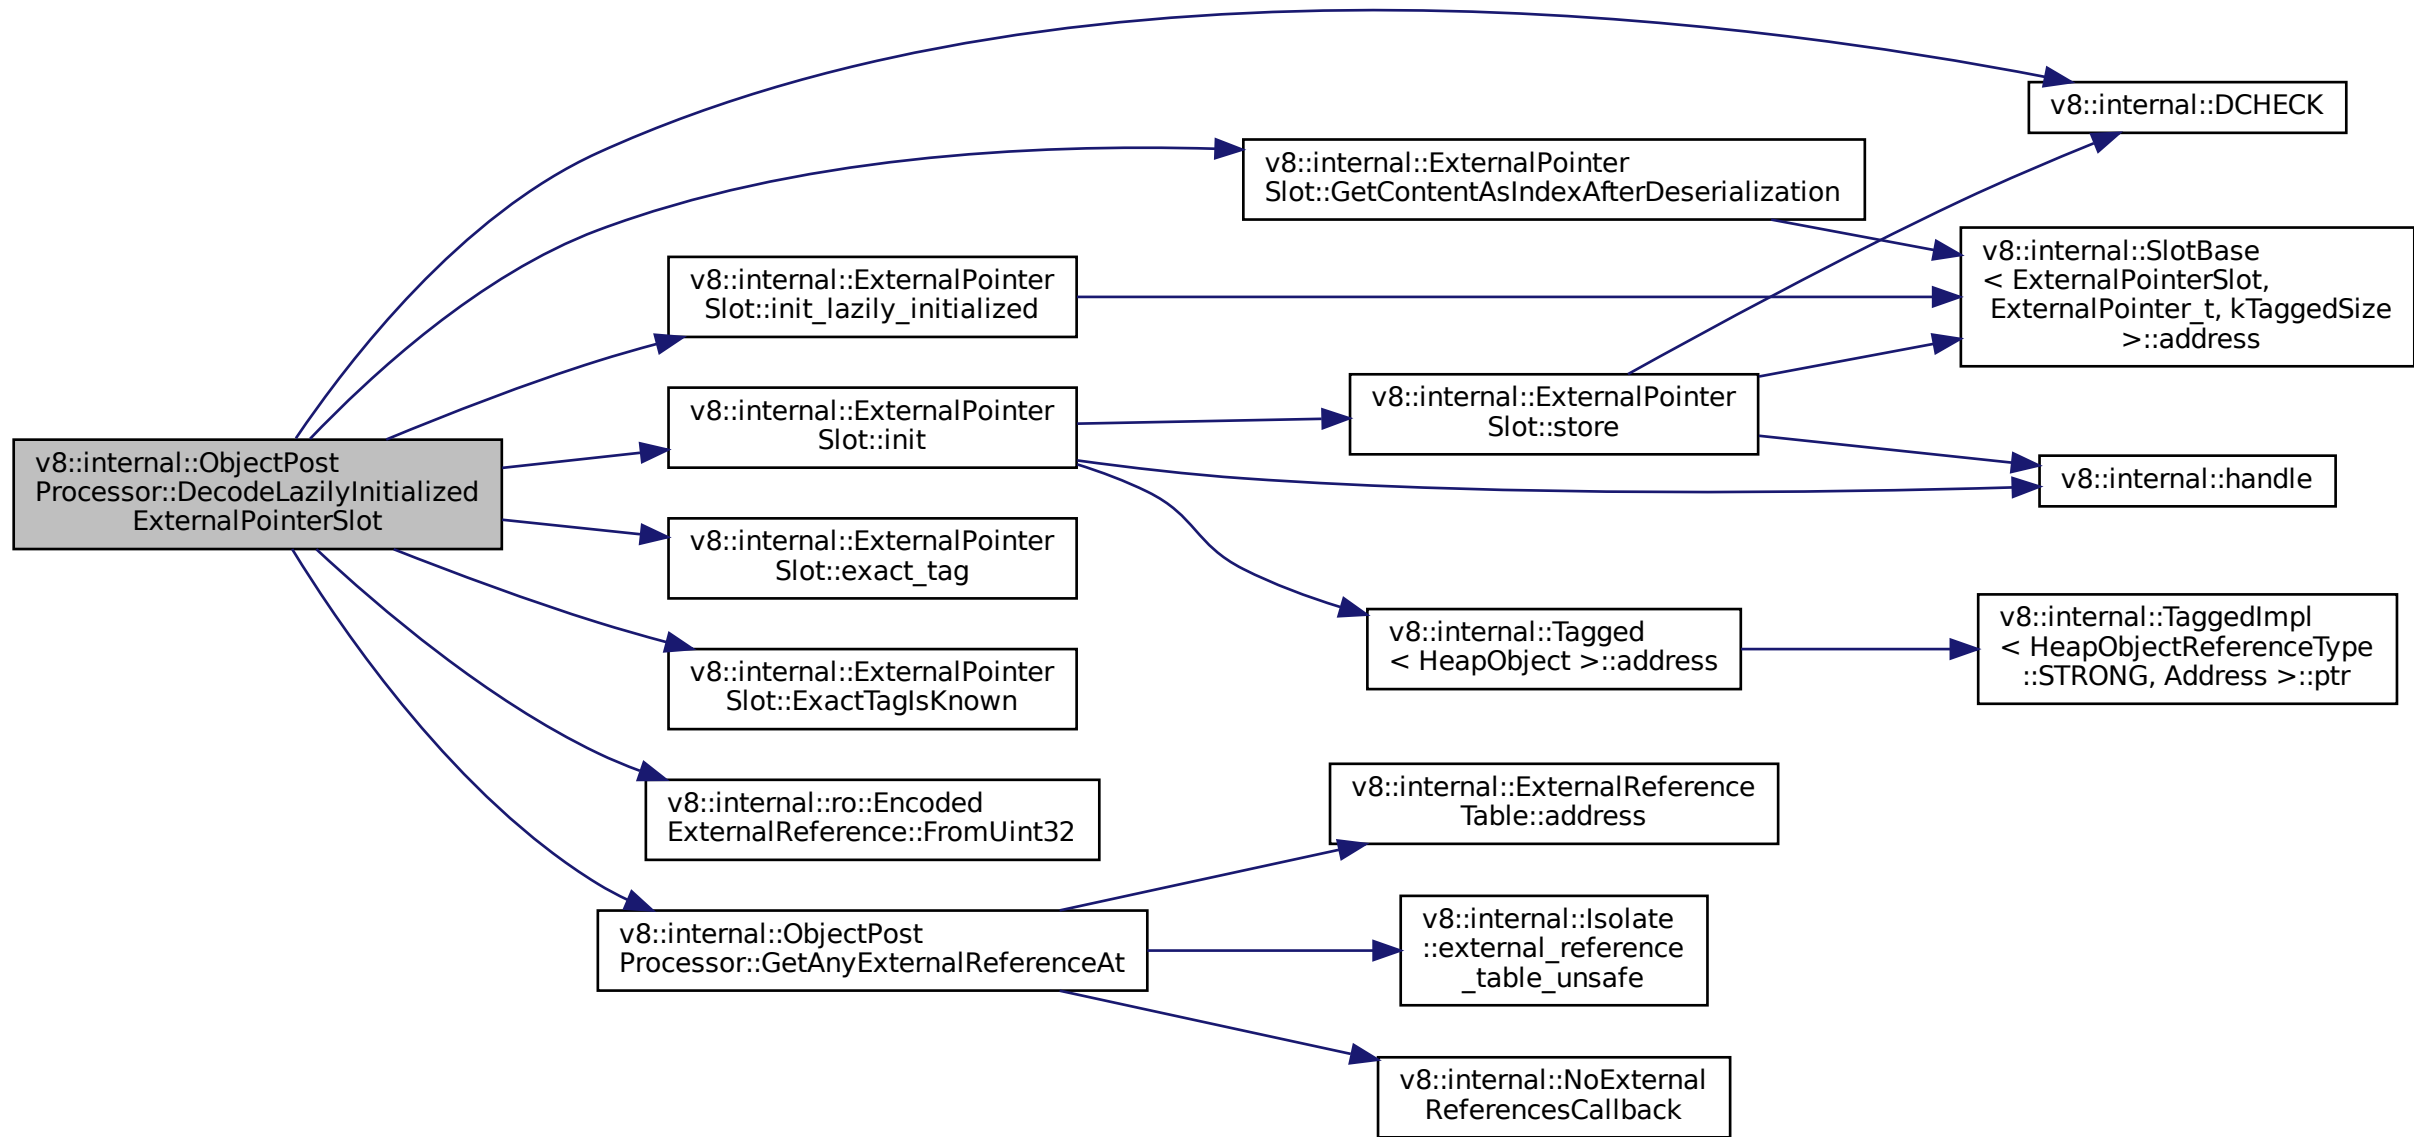 v8::internal::ObjectPost
Processor::DecodeLazilyInitialized
ExternalPointerSlot
v8::internal::DCHECK
v8::internal::ExternalPointer
Slot::GetContentAsIndexAfterDeserialization
v8::internal::SlotBase
< ExternalPointerSlot,
ExternalPointer_t, kTaggedSize
>::address
v8::internal::ExternalPointer
Slot::init_lazily_initialized
v8::internal::ExternalPointer
Slot::init
v8::internal::ExternalPointer
Slot::store
v8::internal::handle
v8::internal::ExternalPointer
Slot::exact_tag
v8::internal::Tagged
< HeapObject >::address
v8::internal::TaggedImpl
< HeapObjectReferenceType
::STRONG, Address >::ptr
v8::internal::ExternalPointer
Slot::ExactTagIsKnown
v8::internal::ro::Encoded
ExternalReference::FromUint32
v8::internal::ObjectPost
Processor::GetAnyExternalReferenceAt
v8::internal::ExternalReference
Table::address
v8::internal::Isolate
::external_reference
_table_unsafe
v8::internal::NoExternal
ReferencesCallback